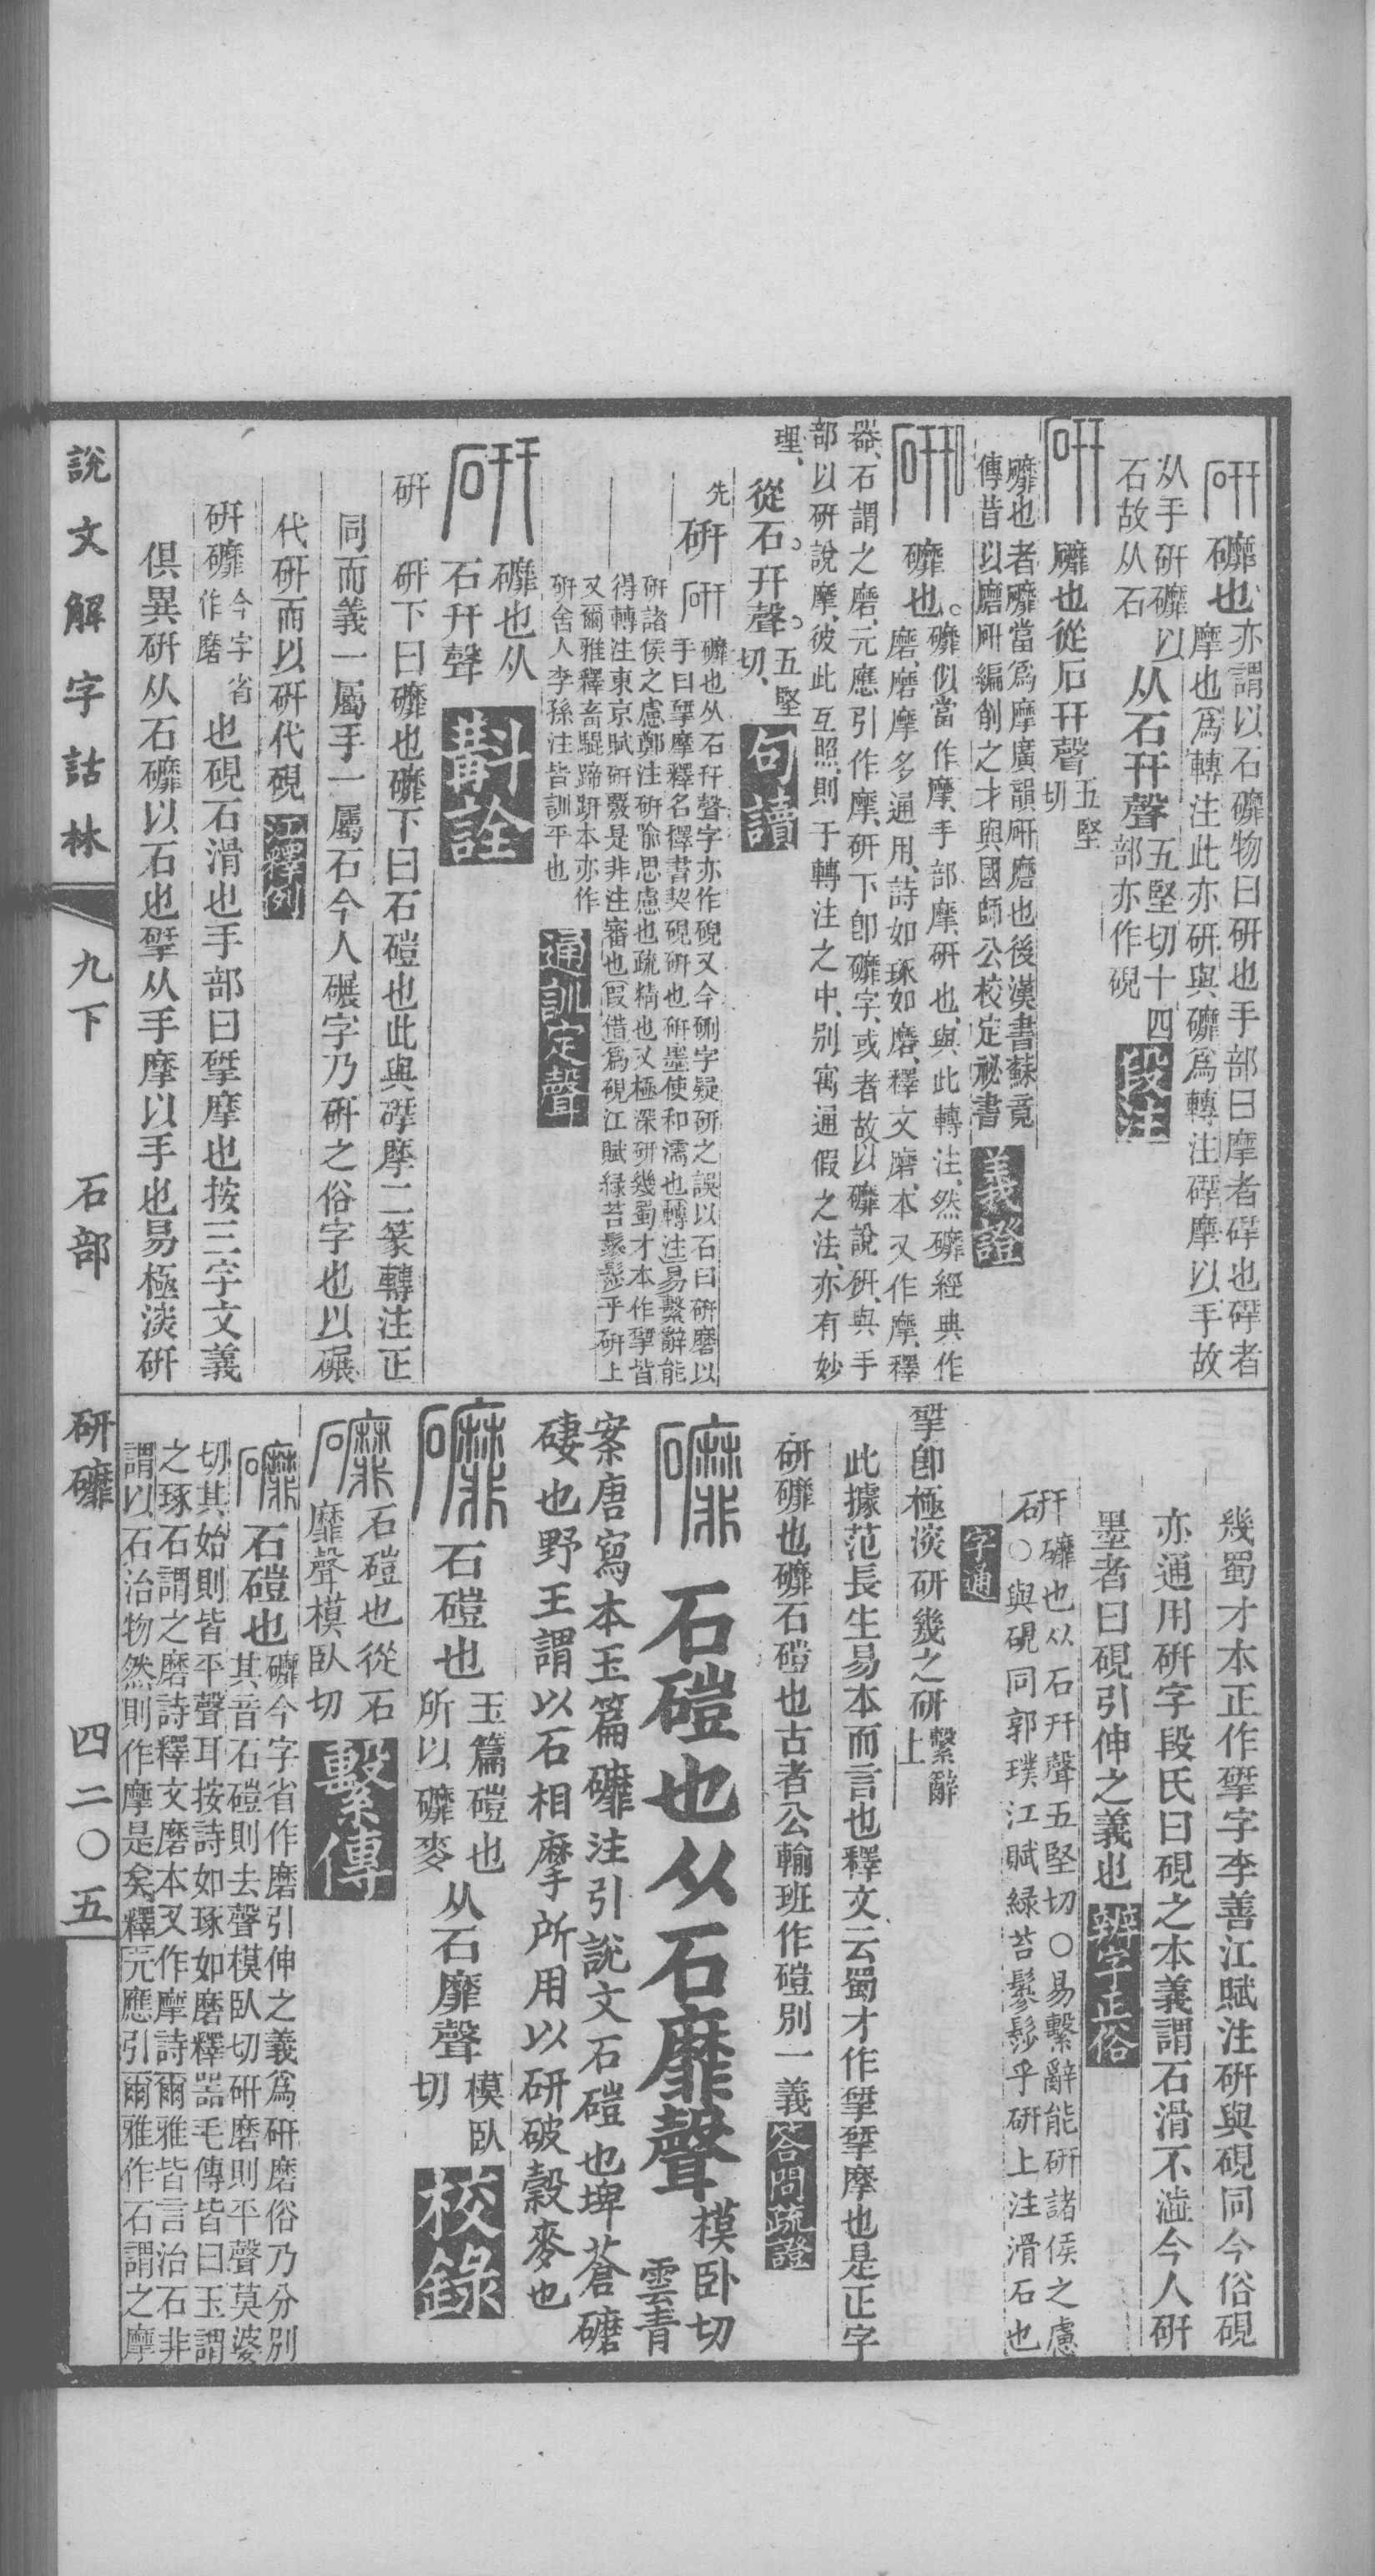 礦也亦謂以石䃺物曰研也手部曰摩者硏也硏者
摩也爲轉注此亦研與䃺爲轉注硏摩以手故
从手研䃺以石故从石
从石幵聲五堅切十四部亦作硯
段注
䃺也從石幵聲五堅切
䃺也者䃺當爲摩廣韻研磨也後漢書蘇竟
傳昔以磨研編削之才與國師公校定祕書
義證
䃺也。䃺似當作摩、手部摩、研也、與此轉注、然䃺經典作
磨、磨摩多通用、詩如琢如磨、釋文磨、本又作摩、釋
器、石謂之磨、元應引作摩、研下卽䃺字、或者故以䃺說研、與手
部以研說摩、彼此互照、則于轉注之中、別寓通假之法、亦有妙
理、
從石。幵聲。五堅切、
句讀
先
研
䃺也从石幵聲字亦作硯又今硎字疑研之誤以石曰研磨以
手曰揅摩釋名釋書契硯研也研墨使和濡也轉注易繫辭能
研諸侯之慮鄭注研喻思慮也疏精也又極深研幾蜀才本作揅皆
得轉注東京賦研覈是非注審也假借爲硯江賦緑苔鬖髿乎研上
又爾雅釋畜騉蹄趼本亦作
研舍人李孫注皆訓平也
通訓定聲
䃺也从
石幵聲
斠詮
研
研下曰䃺也䃺下曰石磑也此與揅摩二篆轉注正
同而義一屬手一屬石今人碾字乃研之俗字也以碾
代研而以研代硯
江釋例
研䃺今字省作磨也硯石滑也手部曰揅摩也按三字文義
俱異研从石䃺以石也揅从手摩以手也易極深研
幾蜀才本正作揅字李善江賦注研與硯同今俗硯
亦通用研字段氏曰硯之本義謂石滑不澁今人研
墨者曰硯引伸之義也
辨字正俗
研䃺也从石幵聲五堅切〇易繫辭能研諸侯之慮
〇與硯同郭璞江賦緑苔鬖髿乎研上注滑石也
字通
揅卽極深研幾之研繫辭上
此據范長生易本而言也釋文云蜀才作揅揅摩也是正字
研䃺也䃺石磑也古者公輸班作磑別一義
答問疏證
石磑也从石靡聲模卧切
雲青
案唐寫本玉篇䃺注引說文石磑也埤蒼䃺
䃀也野王謂以石相摩所用以研破穀麥也
石磑也玉篇磑也所以䃺麥从石靡聲模臥切
校錄
石磑也從石
靡聲模臥切
繫傳
石磑也䃺今字省作磨引伸之義爲研磨俗乃分別
其音石磑則去聲模臥切研磨則平聲莫婆
切其始則皆平聲耳按詩如琢如磨釋器毛傳皆曰玉謂
之琢石謂之磨詩釋文磨本又作摩詩爾雅皆言治石非
謂以石治物然則作摩是矣釋元應引爾雅作石謂之摩
說文解字詁林
九下
石部
研䃺
四二〇五